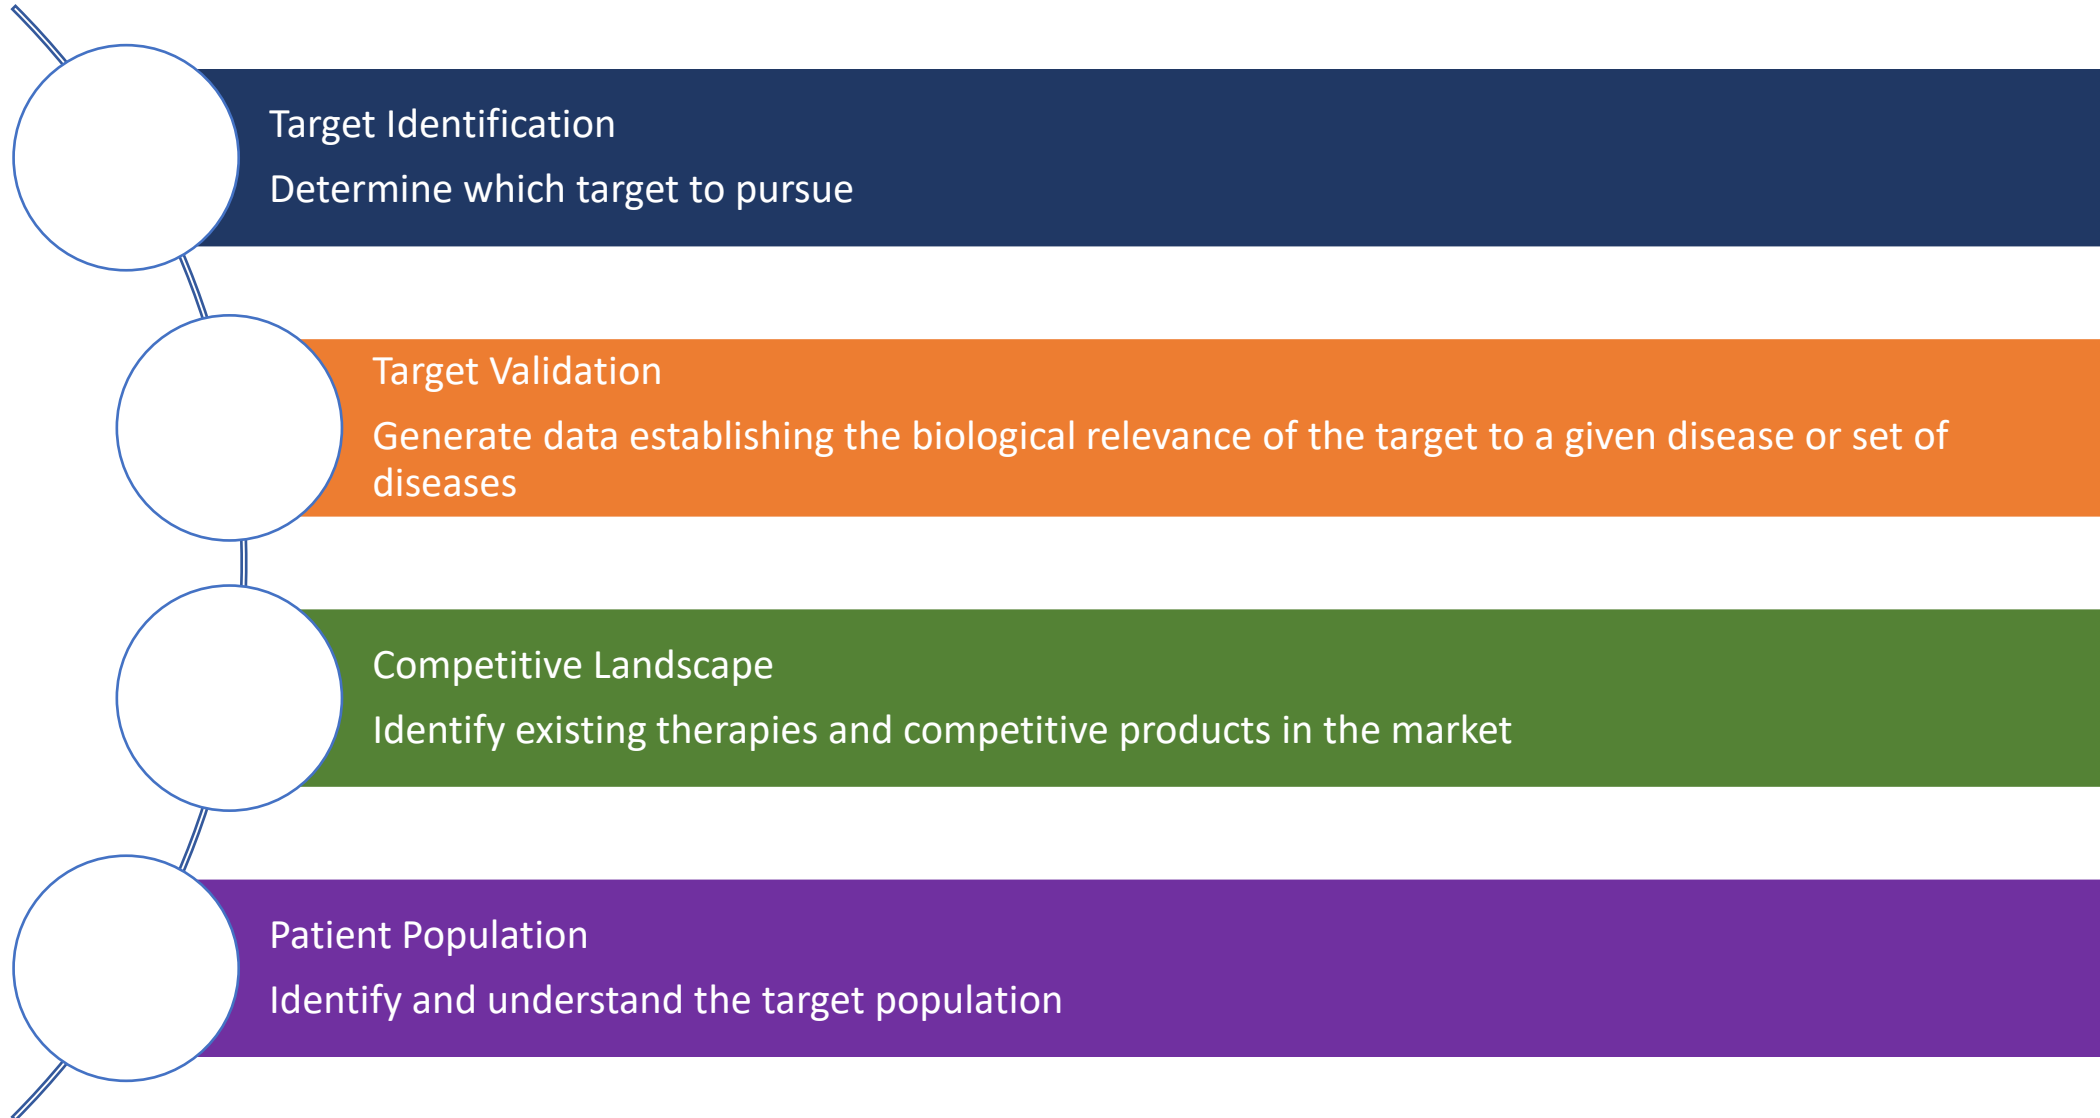 Target Identification
Determine which target to pursue
Target Validation
Generate data establishing the biological relevance of the target to a given disease or set of
diseases
Competitive Landscape
Identify existing therapies and competitive products in the market
Patient Population
Identify and understand the target population